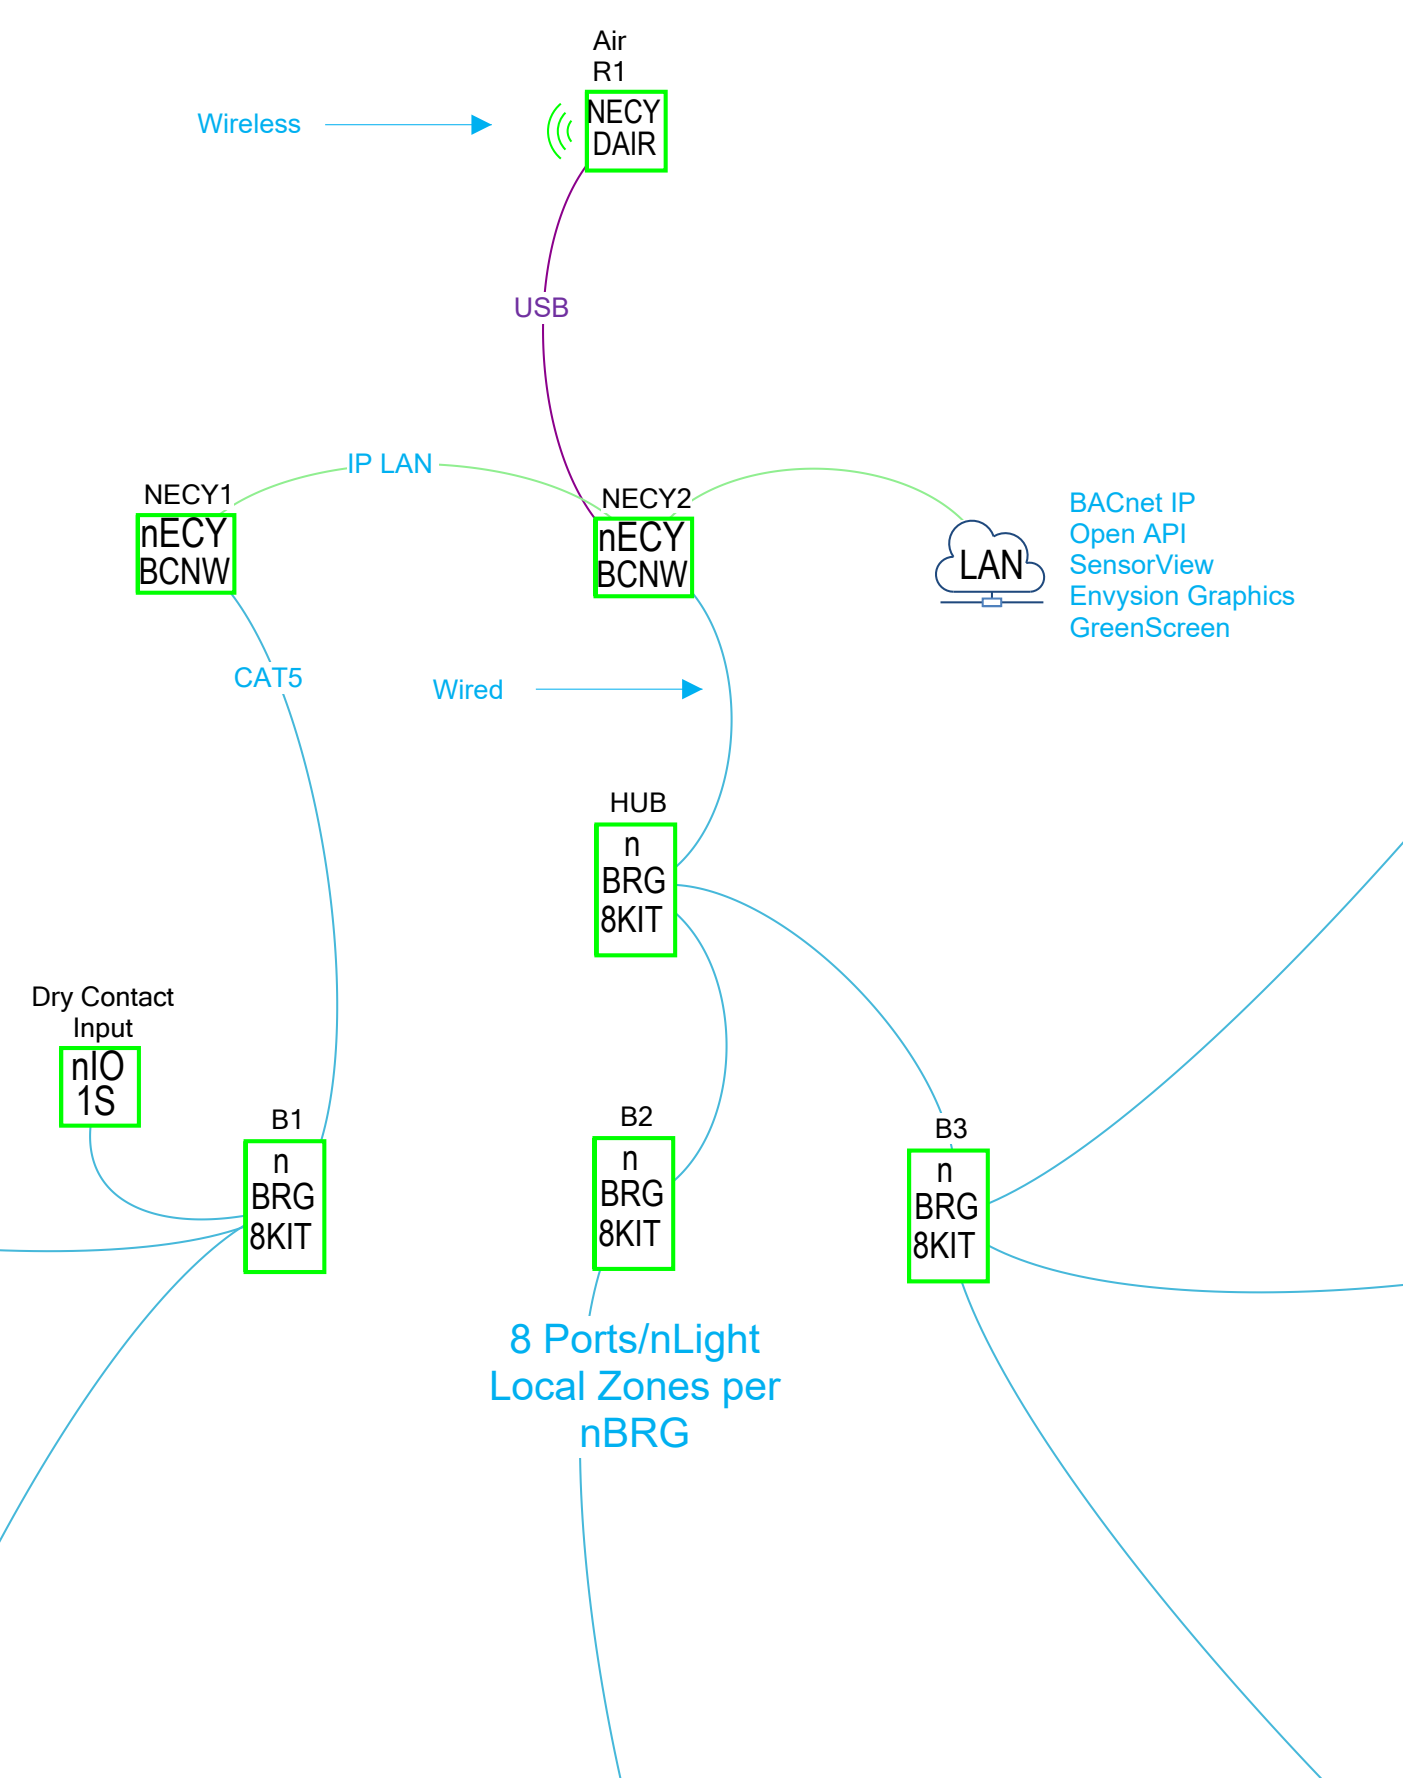 Air
R1
NECY
DAIR
Wireless
USB
IP LAN
NECY1
nECY
BCNW
NECY2
nECY
BCNW
LAN
BACnet IP
Open API
SensorView
Envysion Graphics
GreenScreen
CAT5
Wired
HUB
n
BRG
8KIT
Dry Contact
Input
nIO
1S
B1
n
BRG
8KIT
B2
n
BRG
8KIT
B3
n
BRG
8KIT
8 Ports/nLight
Local Zones per
nBRG